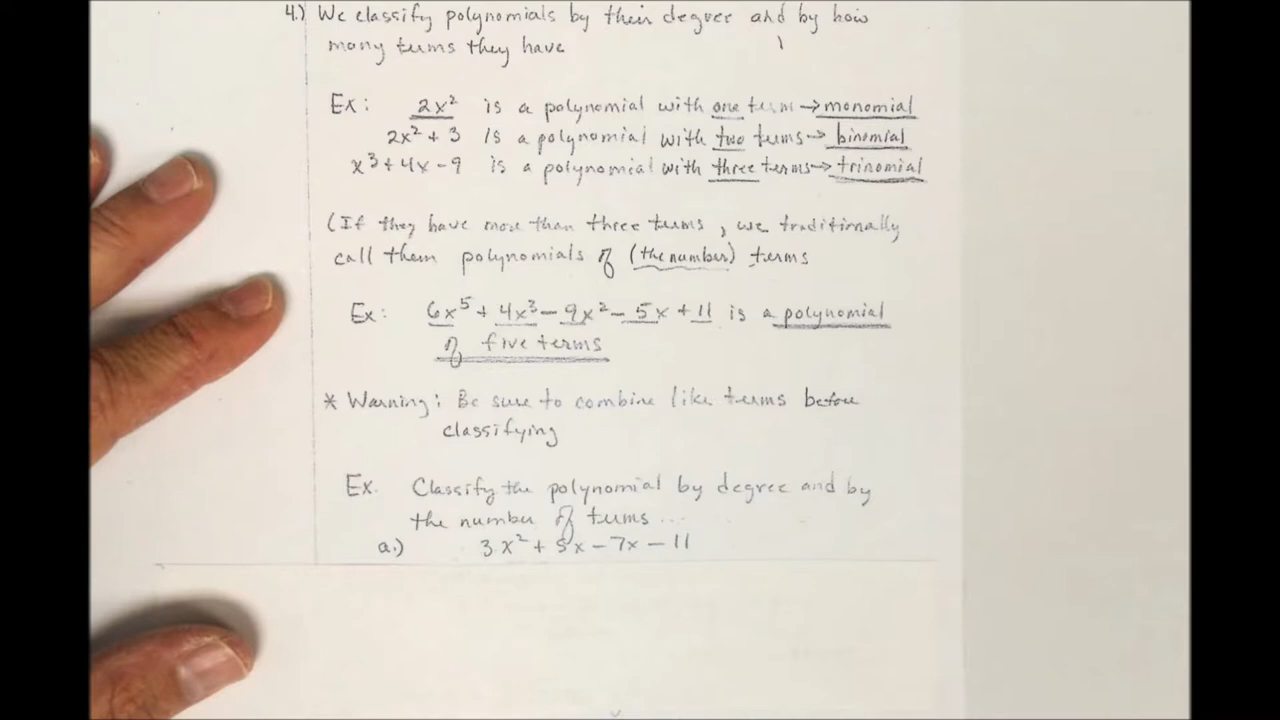 4.) We classify polynomials by their degree and by how
many terms they have
Ex: 2x² is a polynomial with one term → monomial
2x² + 3 is a polynomial with two terms → binomial
x³ + 4x - 9 is a polynomial with three terms → trinomial
(If they have more than three terms, we traditionally
call them polynomials of (the number) terms
Ex: 6x⁵ + 4x³ - 9x² - 5x + 11 is a polynomial
of five terms
* Warning: Be sure to combine like terms before
classifying
Ex. Classify the polynomial by degree and by
the number of terms ...
a.) 3x² + 5x - 7x - 11